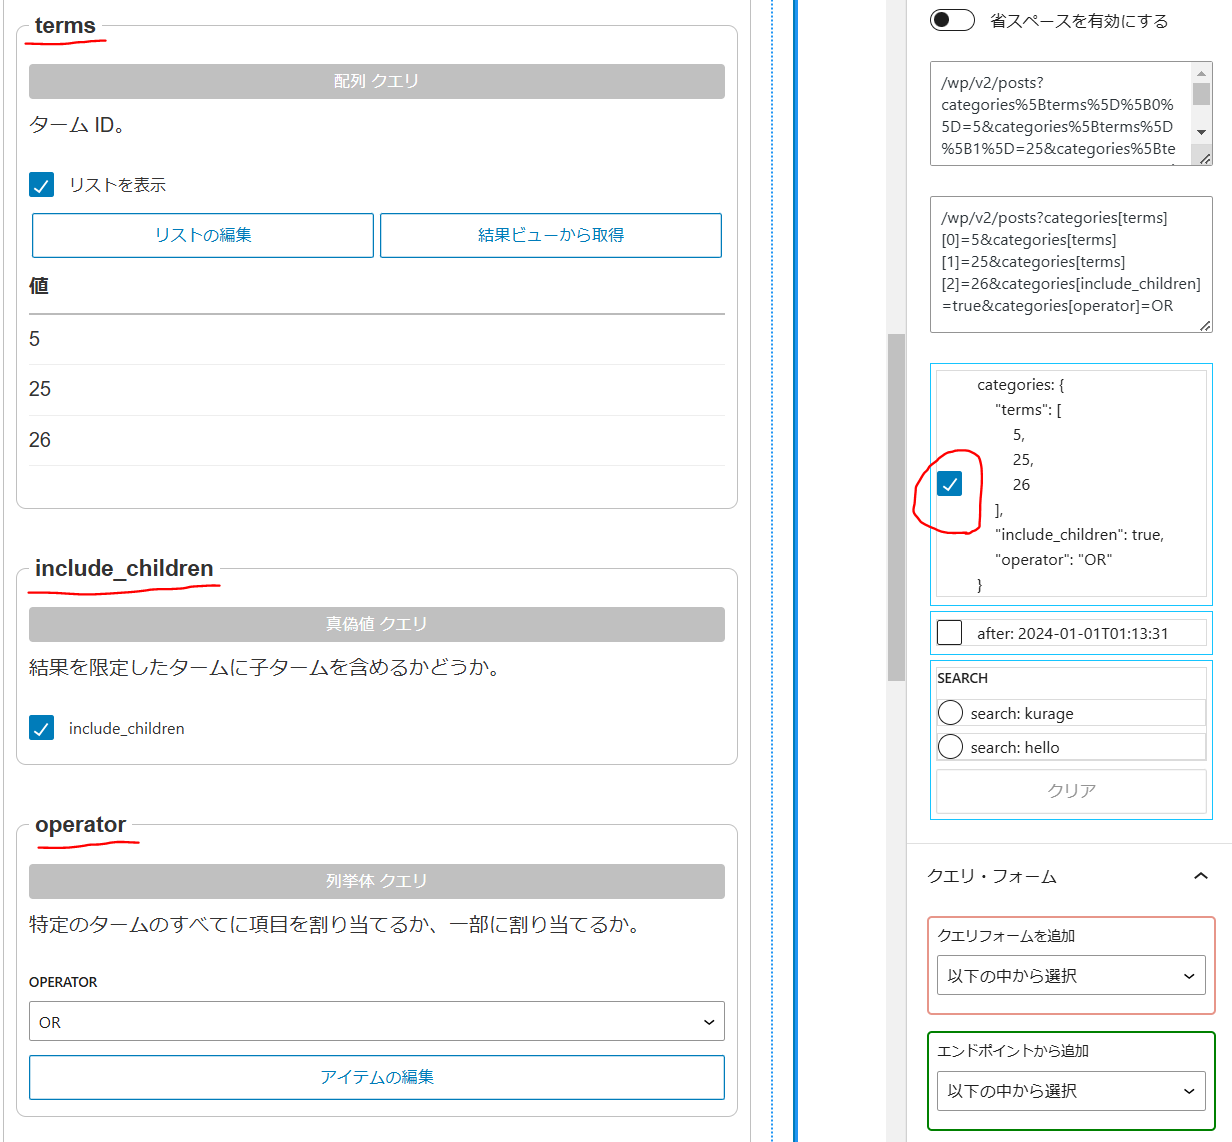 terms
配列 クエリ
ターム ID。
リストを表示
リストの編集
結果ビューから取得
値
5
25
26
include_children
真偽値 クエリ
結果を限定したタームに子タームを含めるかどうか。
include_children
operator
列挙体 クエリ
特定のタームのすべてに項目を割り当てるか、一部に割り当てるか。
OPERATOR
OR
アイテムの編集
省スペースを有効にする
/wp/v2/posts?
categories%5Bterms%5D%5B0%
5D=5&categories%5Bterms%5D
%5B1%5D=25&categories%5Bte
/wp/v2/posts?categories[terms]
[0]=5&categories[terms]
[1]=25&categories[terms]
[2]=26&categories[include_children]
=true&categories[operator]=OR
categories: {
"terms": [
5,
25,
26
],
"include_children": true,
"operator": "OR"
}
after: 2024-01-01T01:13:31
SEARCH
search: kurage
search: hello
クリア
クエリ・フォーム
クエリフォームを追加
以下の中から選択
エンドポイントから追加
以下の中から選択